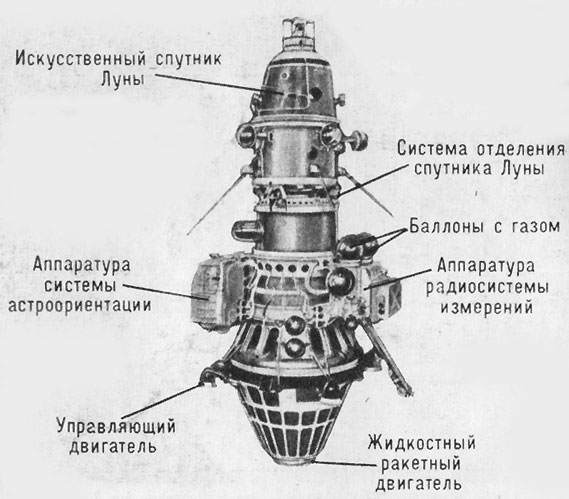 Искусственный спутник
Луны
Система отделения
спутника Луны
Баллоны с газом
Аппаратура
системы
астроориентации
Аппаратура
радиосистемы
измерений
Управляющий
двигатель
Жидкостный
ракетный
двигатель